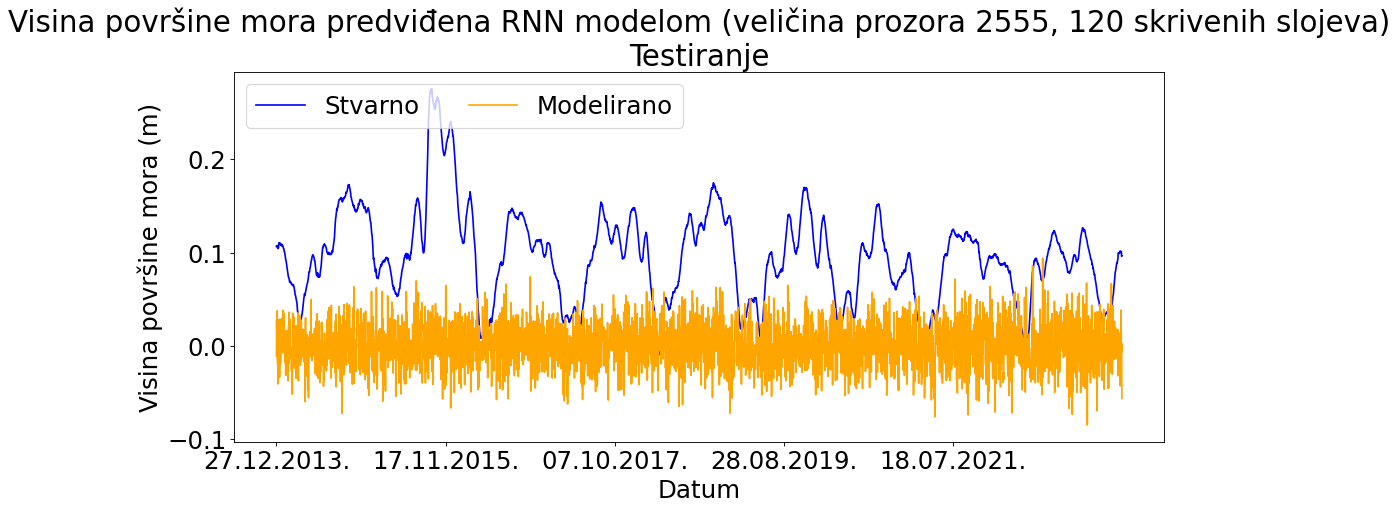 Visina površine mora predviđena RNN modelom (veličina prozora 2555, 120 skrivenih slojeva)
Testiranje
Stvarno
Modelirano
Visina površine mora (m)
0.2
0.1
0.0
−0.1
27.12.2013.
17.11.2015.
07.10.2017.
28.08.2019.
18.07.2021.
Datum